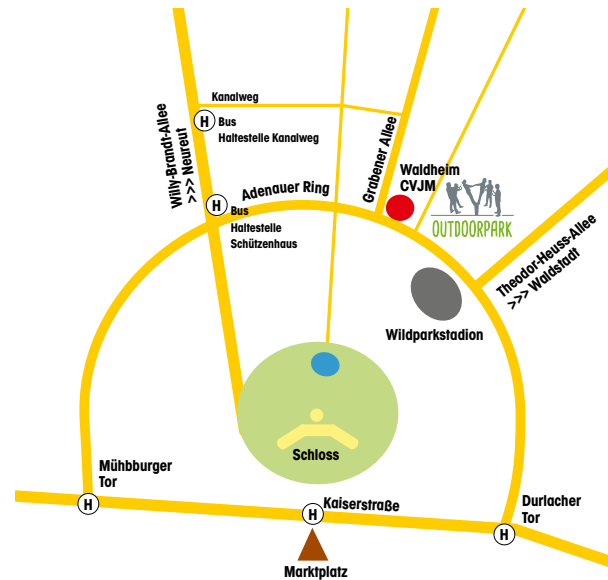 Kanalweg
H
Bus
Haltestelle Kanalweg
Willy-Brandt-Allee
>>> Neureut
Grabener Allee
Waldheim
CVJM
Adenauer Ring
H
Bus
Haltestelle
Schützenhaus
OUTDOORPARK
Theodor-Heuss-Allee
>>> Waldstadt
Wildparkstadion
Schloss
Mühbburger
Tor
H
Kaiserstraße
H
Durlacher
Tor
H
Marktplatz